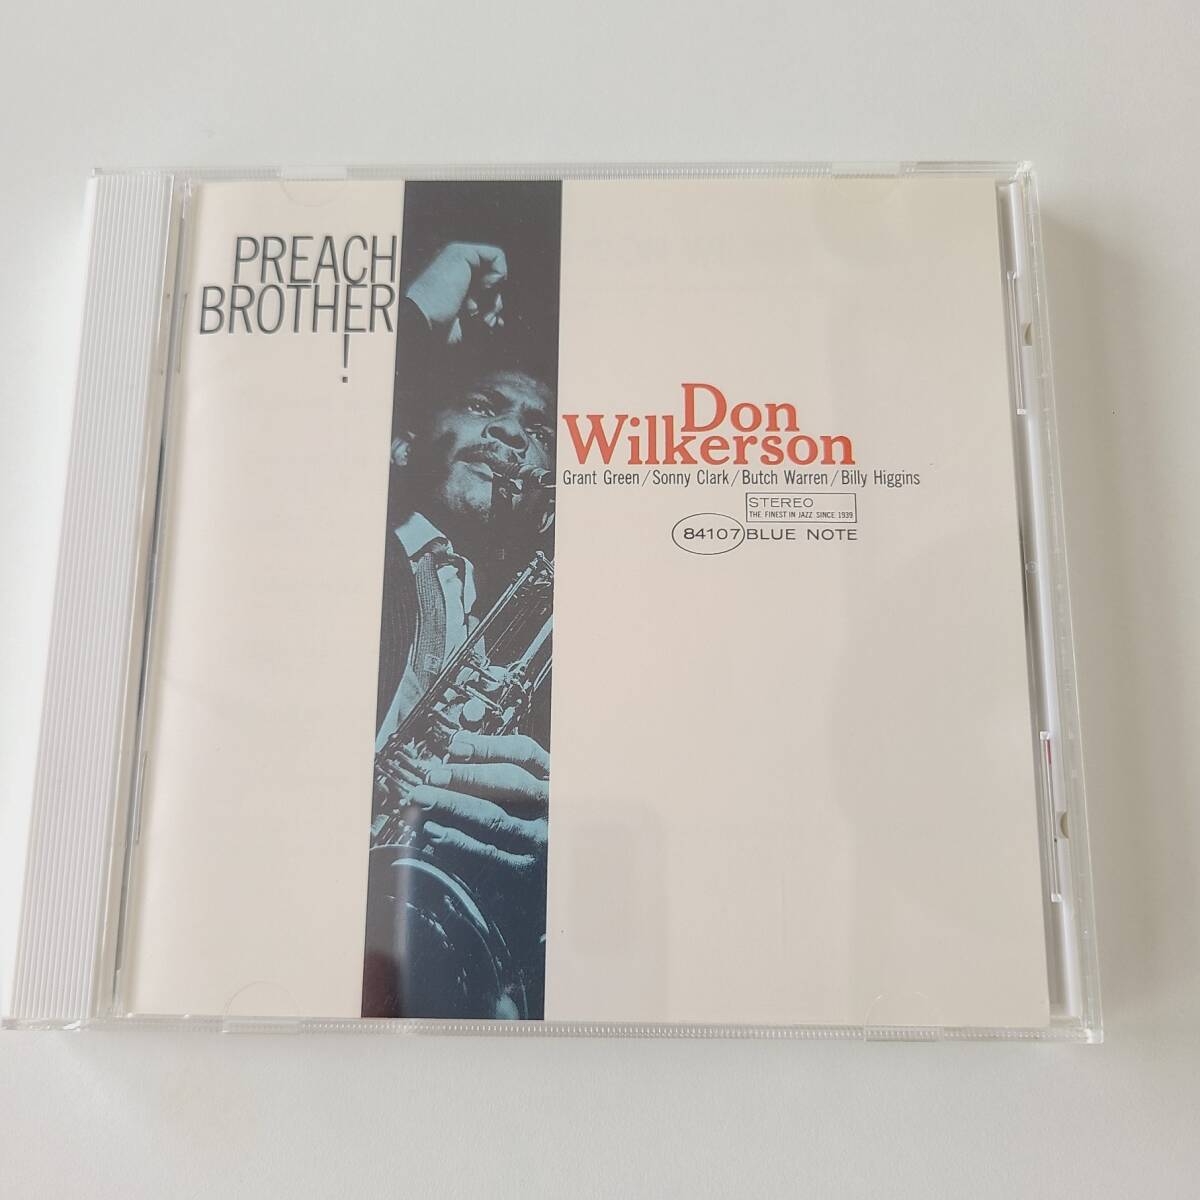 PREACH
BROTHER
!
Don
Wilkerson
Grant Green/Sonny Clark/Butch Warren/Billy Higgins
STEREO
THE FINEST IN JAZZ SINCE 1939
84107 BLUE NOTE